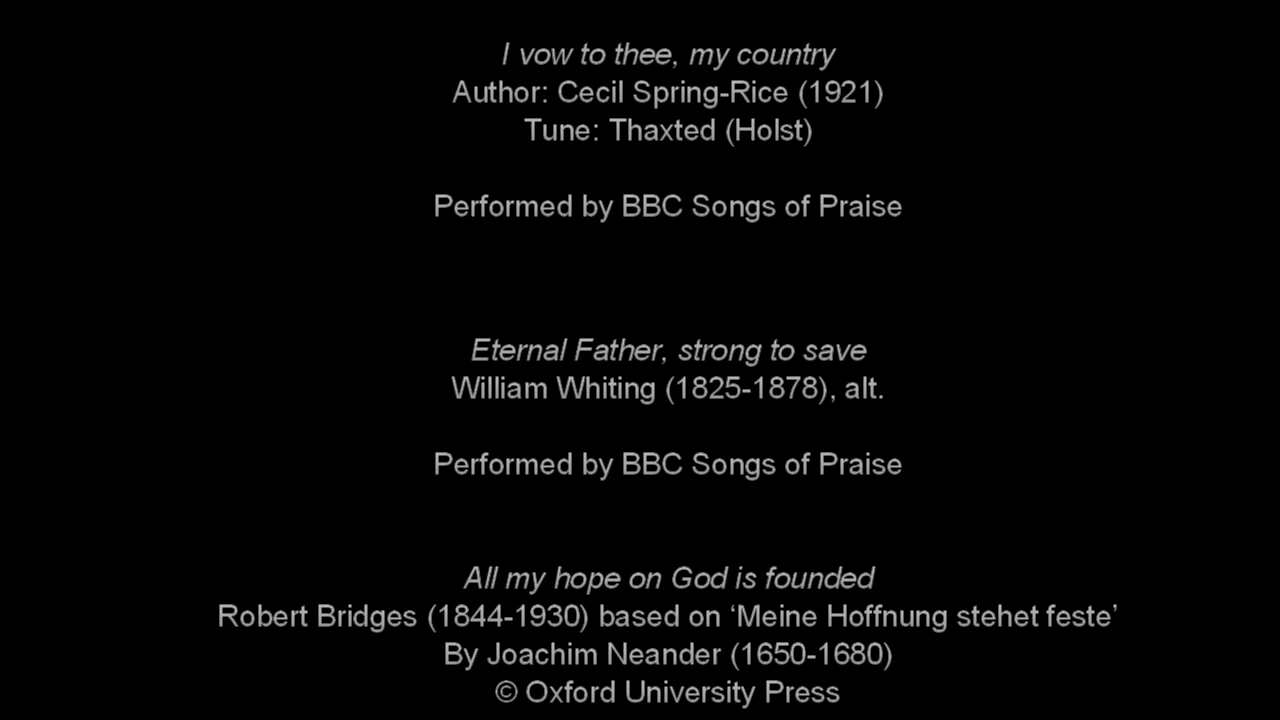 I vow to thee, my country
Author: Cecil Spring-Rice (1921)
Tune: Thaxted (Holst)
Performed by BBC Songs of Praise
Eternal Father, strong to save
William Whiting (1825-1878), alt.
Performed by BBC Songs of Praise
All my hope on God is founded
Robert Bridges (1844-1930) based on ‘Meine Hoffnung stehet feste’
By Joachim Neander (1650-1680)
© Oxford University Press